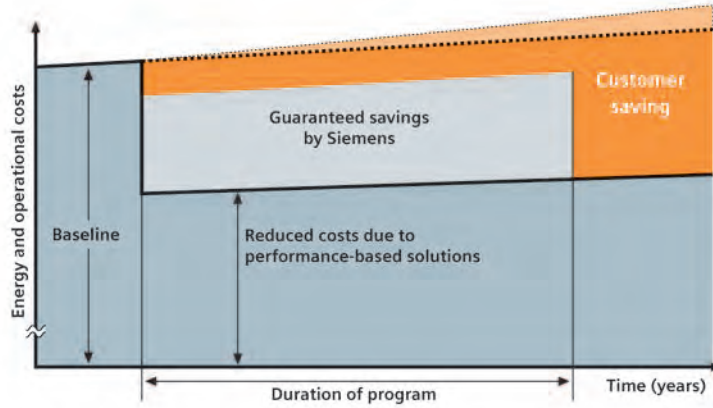 Energy and operational costs
Customer
saving
Guaranteed savings
by Siemens
Baseline
Reduced costs due to
performance-based solutions
Duration of program
Time (years)